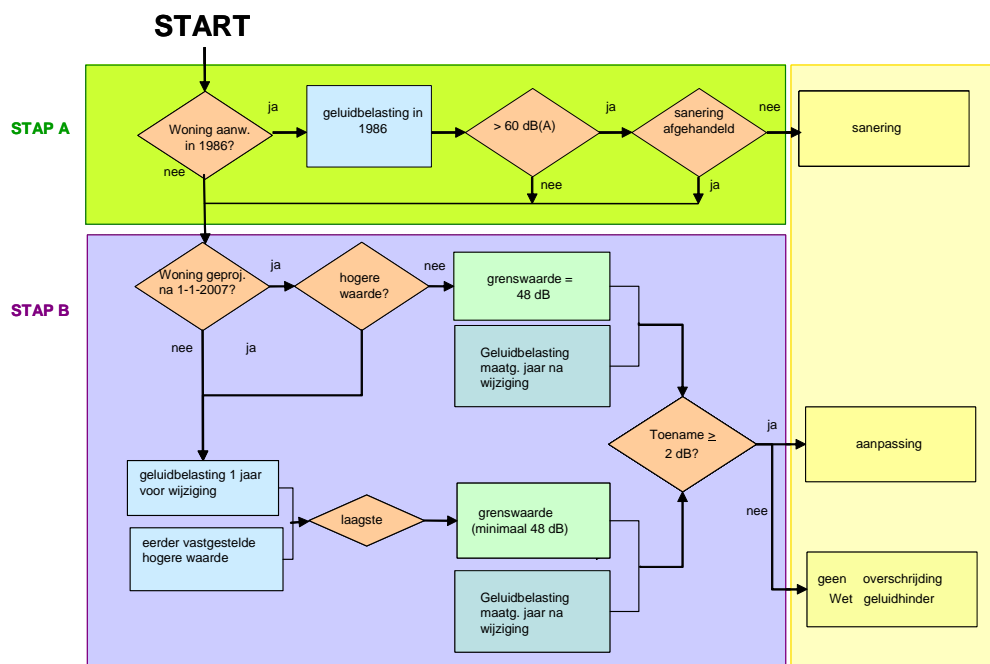 START
STAP A
Woning aanw.
in 1986?
ja
nee
geluidbelasting in
1986
> 60 dB(A)
ja
nee
sanering
afgehandeld
nee
ja
sanering
STAP B
Woning geproj.
na 1-1-2007?
ja
nee
hogere
waarde?
nee
ja
grenswaarde =
48 dB
Geluidbelasting
maatg. jaar na
wijziging
Toename ≥
2 dB?
ja
nee
aanpassing
geluidbelasting 1 jaar
voor wijziging
eerder vastgestelde
hogere waarde
laagste
grenswaarde
(minimaal 48 dB)
Geluidbelasting
maatg. jaar na
wijziging
geen overschrijding
Wet geluidhinder